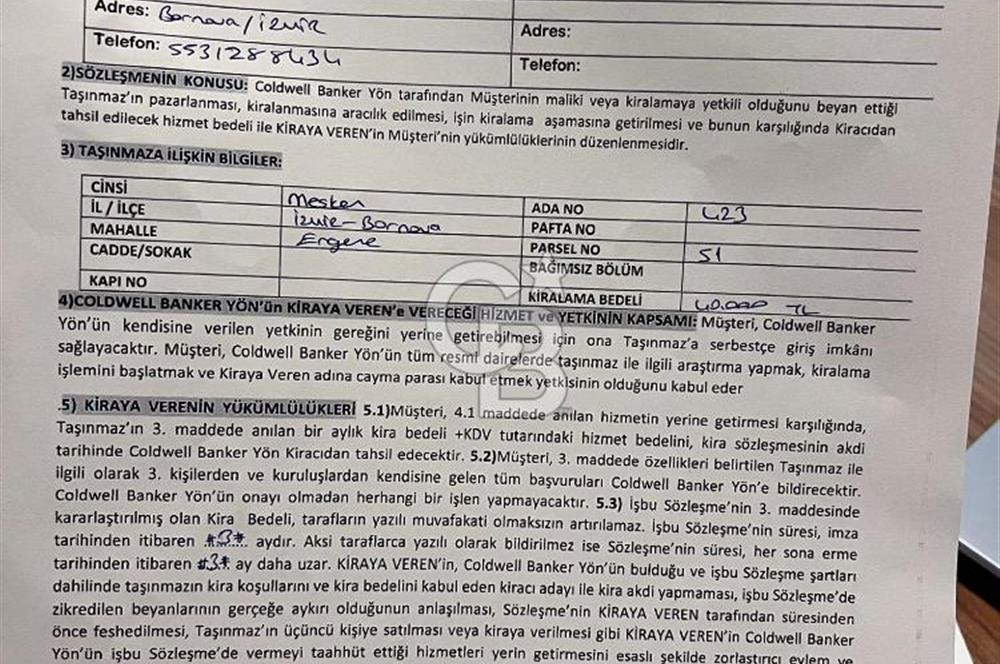 Adres: Bornova/İzmir
Adres:
Telefon: 5531288434
Telefon:
2)SÖZLEŞMENİN KONUSU: Coldwell Banker Yön tarafından Müşterinin maliki veya kiralamaya yetkili olduğunu beyan ettiği
Taşınmaz'ın pazarlanması, kiralanmasına aracılık edilmesi, işin kiralama aşamasına getirilmesi ve bunun karşılığında Kiracıdan
tahsil edilecek hizmet bedeli ile KİRAYA VEREN'in Müşteri'nin yükümlülüklerinin düzenlenmesidir.
3) TAŞINMAZA İLİŞKİN BİLGİLER:
CİNSİ Mesken ADA NO 423
İL / İLÇE İzmir-Bornova PAFTA NO
MAHALLE Ergene PARSEL NO 51
CADDE/SOKAK BAĞIMSIZ BÖLÜM
KAPI NO KİRALAMA BEDELİ 40.000 TL
4)COLDWELL BANKER YÖN'ün KİRAYA VEREN'e VERECEĞİ HİZMET ve YETKİNİN KAPSAMI: Müşteri, Coldwell Banker
Yön'ün kendisine verilen yetkinin gereğini yerine getirebilmesi için ona Taşınmaz'a serbestçe giriş imkânı
sağlayacaktır. Müşteri, Coldwell Banker Yön'ün tüm resmi dairelerde taşınmaz ile ilgili araştırma yapmak, kiralama
işlemini başlatmak ve Kiraya Veren adına cayma parası kabul etmek yetkisinin olduğunu kabul eder
.5) KİRAYA VERENİN YÜKÜMLÜLÜKLERİ 5.1)Müşteri, 4.1 maddede anılan hizmetin yerine getirmesi karşılığında,
Taşınmaz'ın 3. maddede anılan bir aylık kira bedeli +KDV tutarındaki hizmet bedelini, kira sözleşmesinin akdi
tarihinde Coldwell Banker Yön Kiracıdan tahsil edecektir. 5.2)Müşteri, 3. maddede özellikleri belirtilen Taşınmaz ile
ilgili olarak 3. kişilerden ve kuruluşlardan kendisine gelen tüm başvuruları Coldwell Banker Yön'e bildirecektir.
Coldwell Banker Yön'ün onayı olmadan herhangi bir işlen yapmayacaktır. 5.3) İşbu Sözleşme'nin 3. maddesinde
kararlaştırılmış olan Kira Bedeli, tarafların yazılı muvafakati olmaksızın artırılamaz. İşbu Sözleşme'nin süresi, imza
tarihinden itibaren *3* aydır. Aksi taraflarca yazılı olarak bildirilmez ise Sözleşme'nin süresi, her sona erme
tarihinden itibaren *3* ay daha uzar. KİRAYA VEREN'in, Coldwell Banker Yön'ün bulduğu ve işbu Sözleşme şartları
dahilinde taşınmazın kira koşullarını ve kira bedelini kabul eden kiracı adayı ile kira akdi yapmaması, işbu Sözleşme'de
zikredilen beyanlarının gerçeğe aykırı olduğunun anlaşılması, Sözleşme'nin KİRAYA VEREN tarafından süresinden
önce feshedilmesi, Taşınmaz'ın üçüncü kişiye satılması veya kiraya verilmesi gibi KİRAYA VEREN'in Coldwell Banker
Yön'ün işbu Sözleşme'de vermeyi taahhüt ettiği hizmetleri yerin getirmesini esaslı şekilde zorlaştırıcı eylem ve
CB